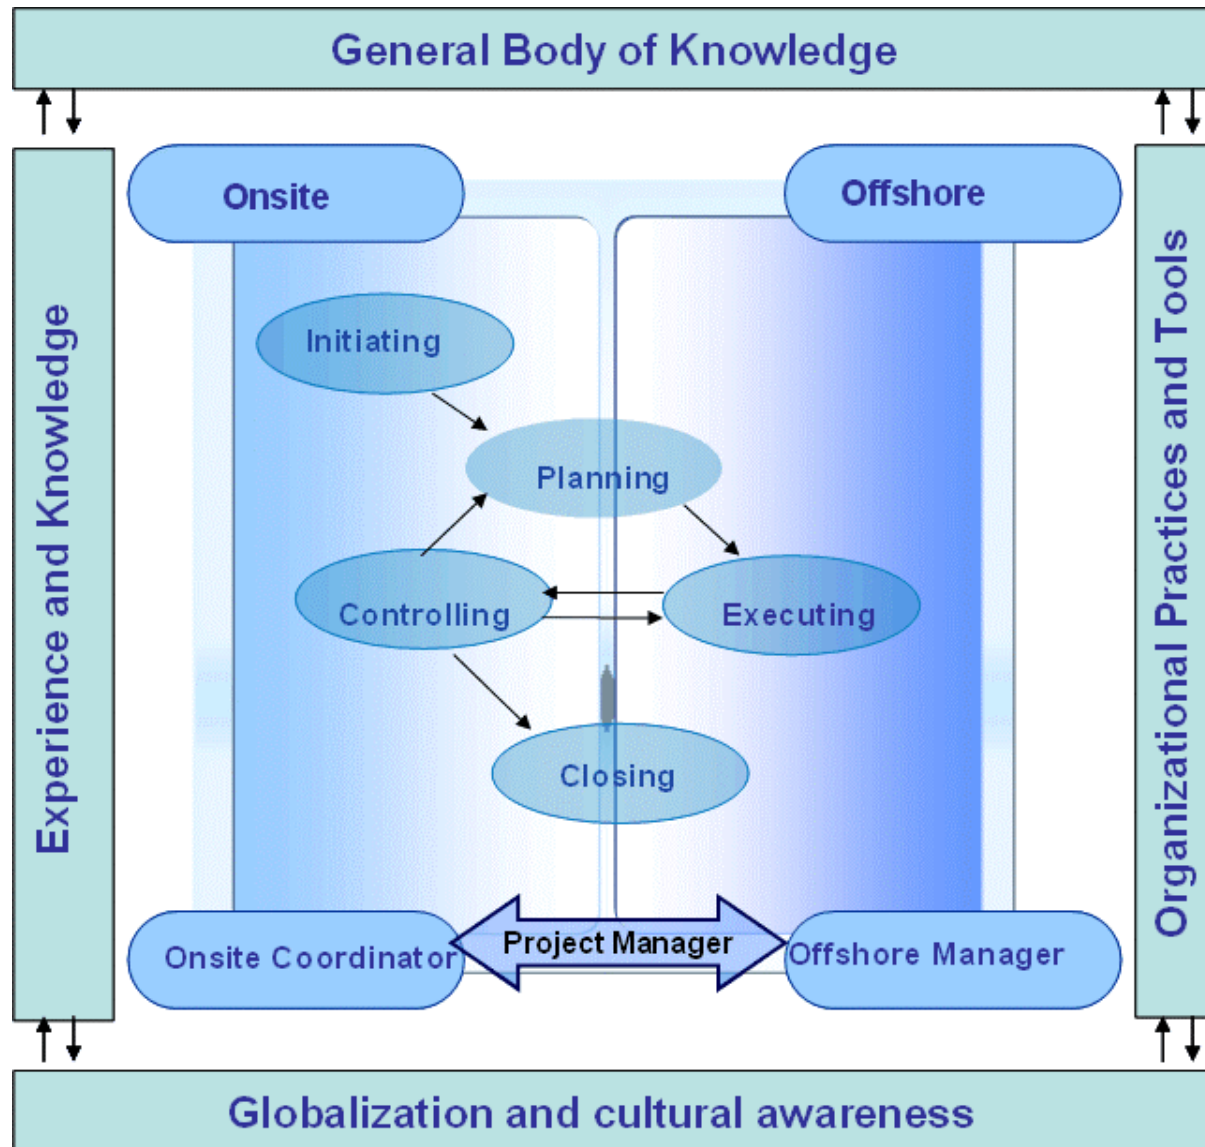 General Body of Knowledge
Onsite
Offshore
Experience and Knowledge
Organizational Practices and Tools
Initiating
Planning
Controlling
Executing
Closing
Onsite Coordinator
Project Manager
Offshore Manager
Globalization and cultural awareness